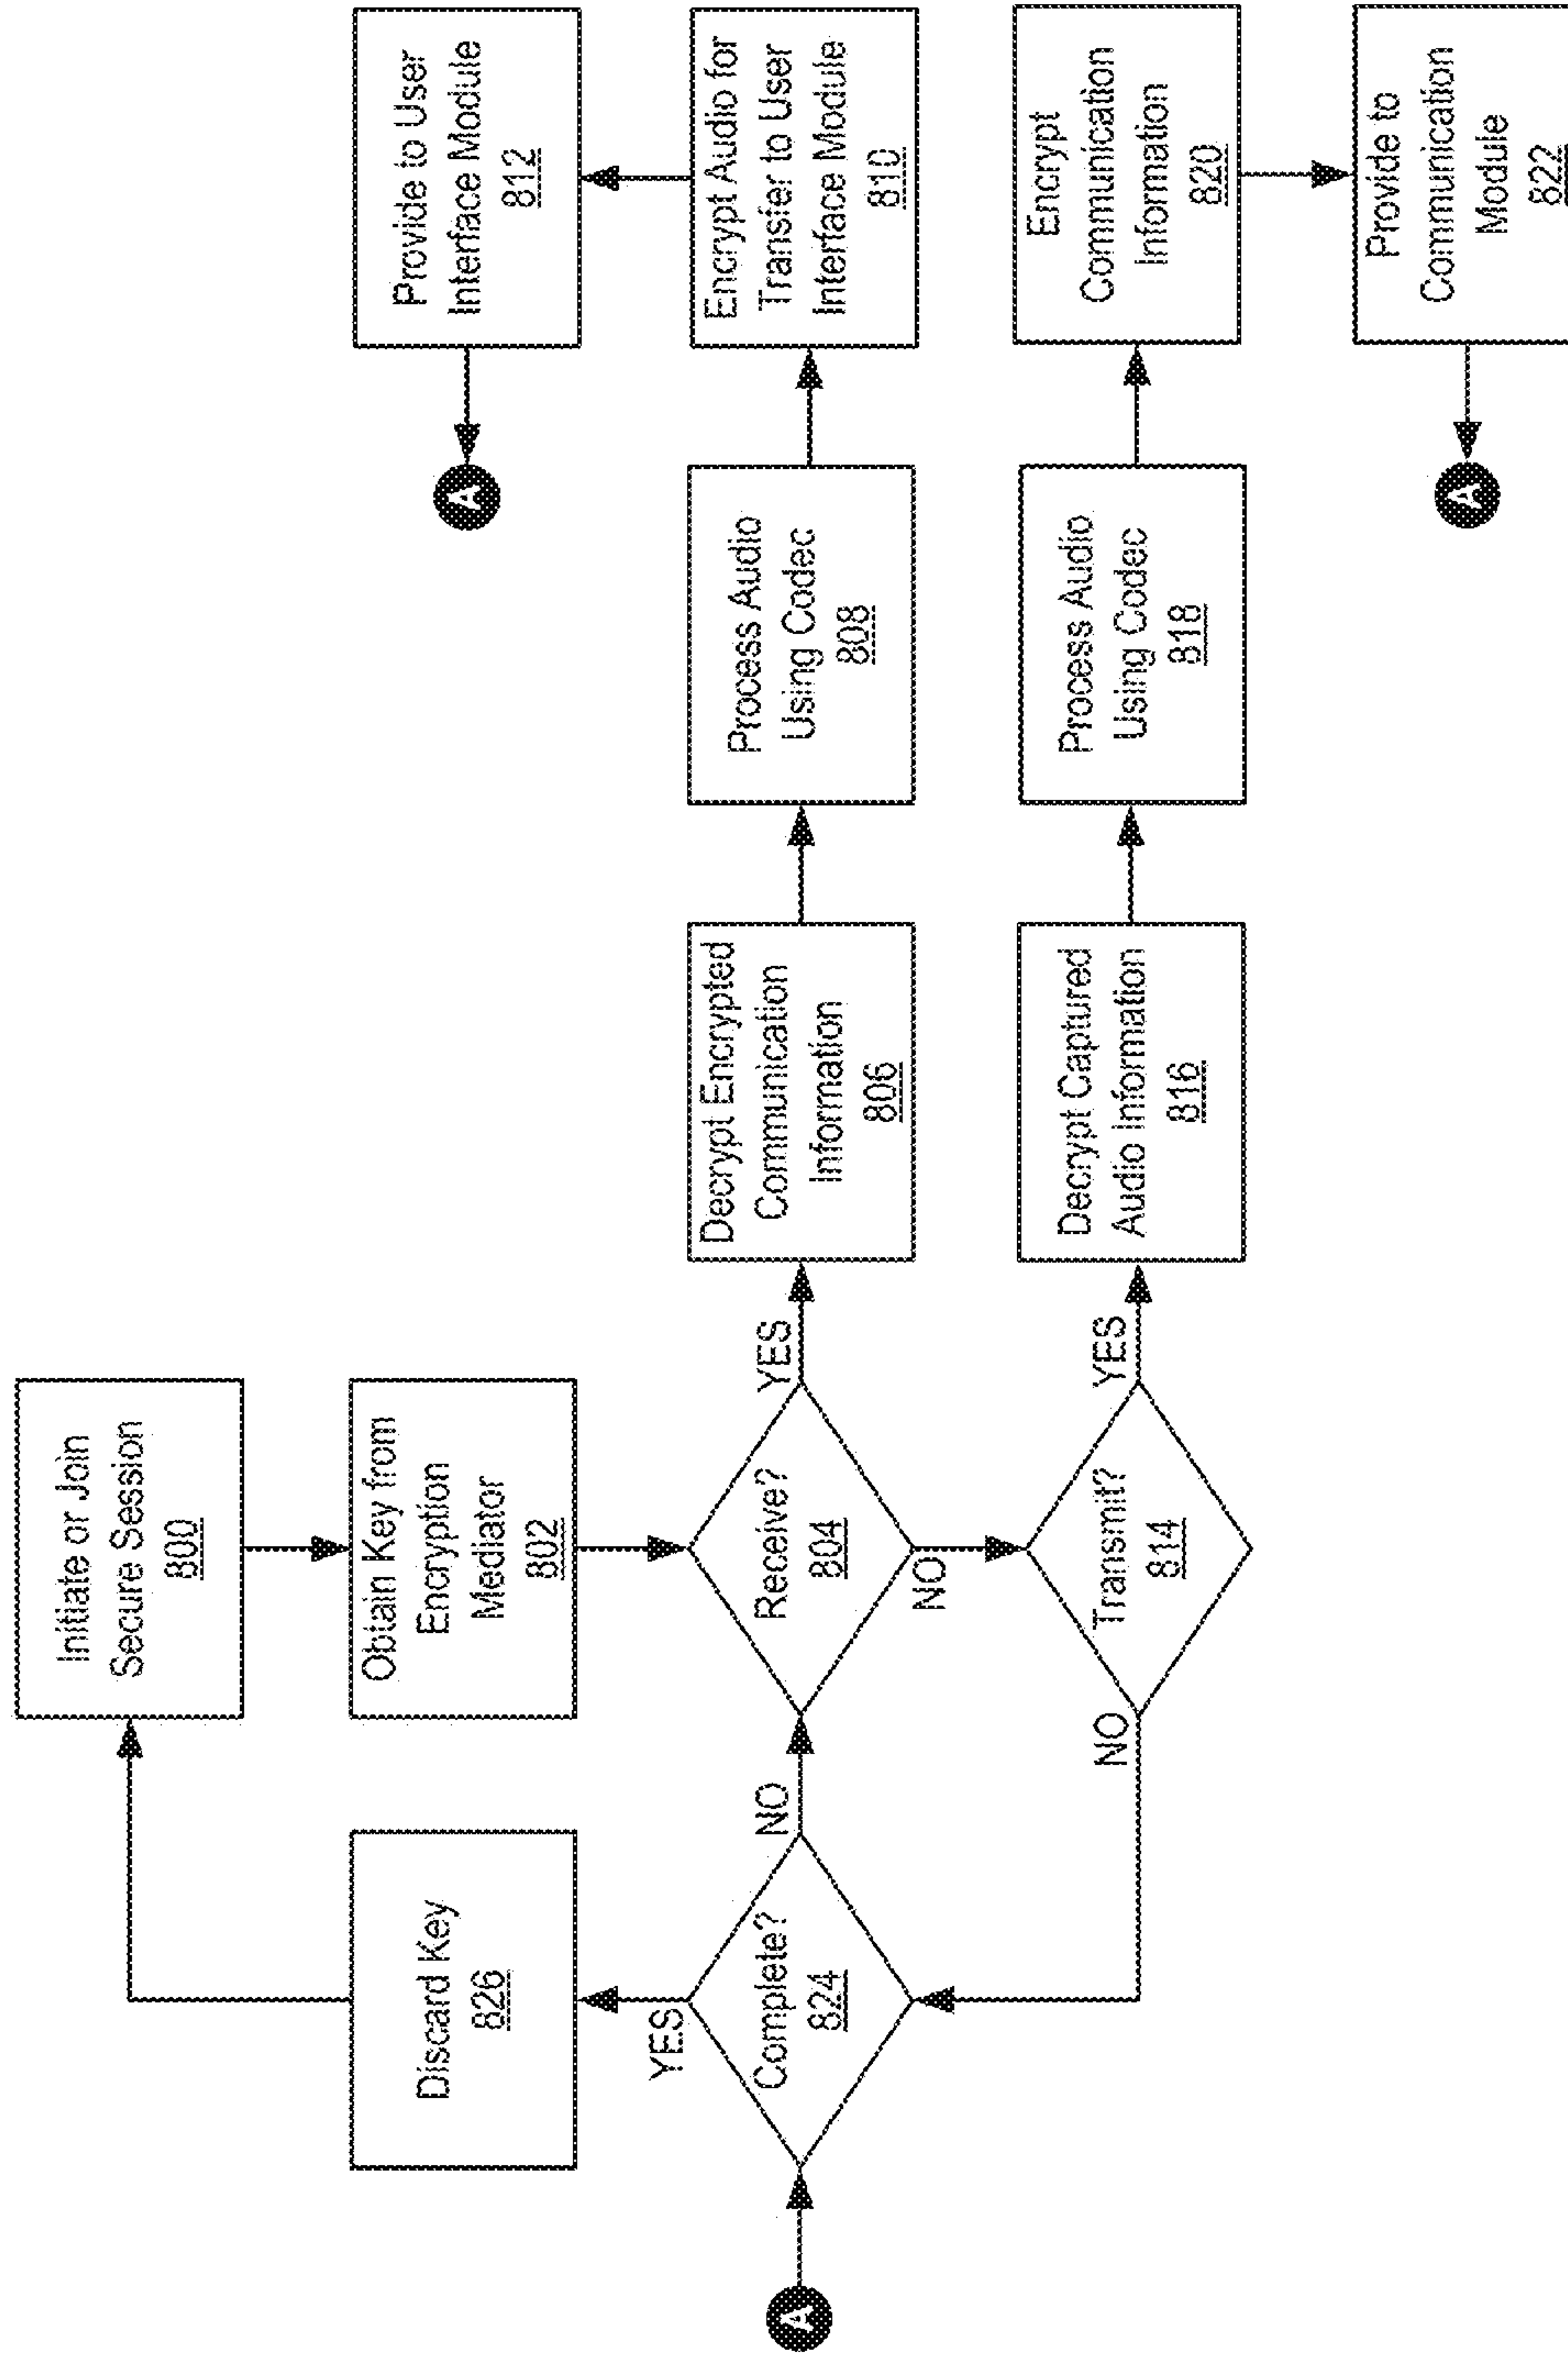 Initiate or Join
Secure Session
800
Obtain Key from
Encryption
Mediator
802
Discard Key
826
Complete?
824
YES
NO
Receive?
804
YES
NO
Transmit?
814
YES
NO
A
Decrypt Encrypted
Communication
Information
806
Process Audio
Using Codec
808
Encrypt Audio for
Transfer to User
Interface Module
810
Provide to User
Interface Module
812
A
Decrypt Captured
Audio Information
816
Process Audio
Using Codec
818
Encrypt
Communication
Information
820
Provide to
Communication
Module
822
A